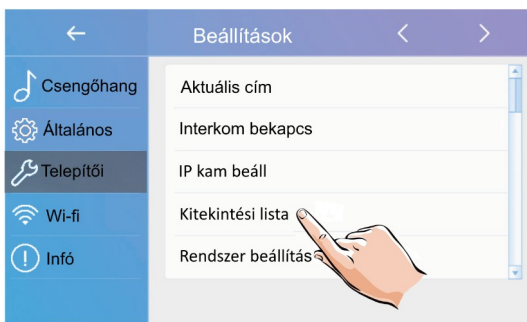 Beállítások
Csengőhang
Általános
Telepítői
Wi-fi
Infó
Aktuális cím
Interkom bekapcs
IP kam beáll
Kitekintési lista
Rendszer beállítás